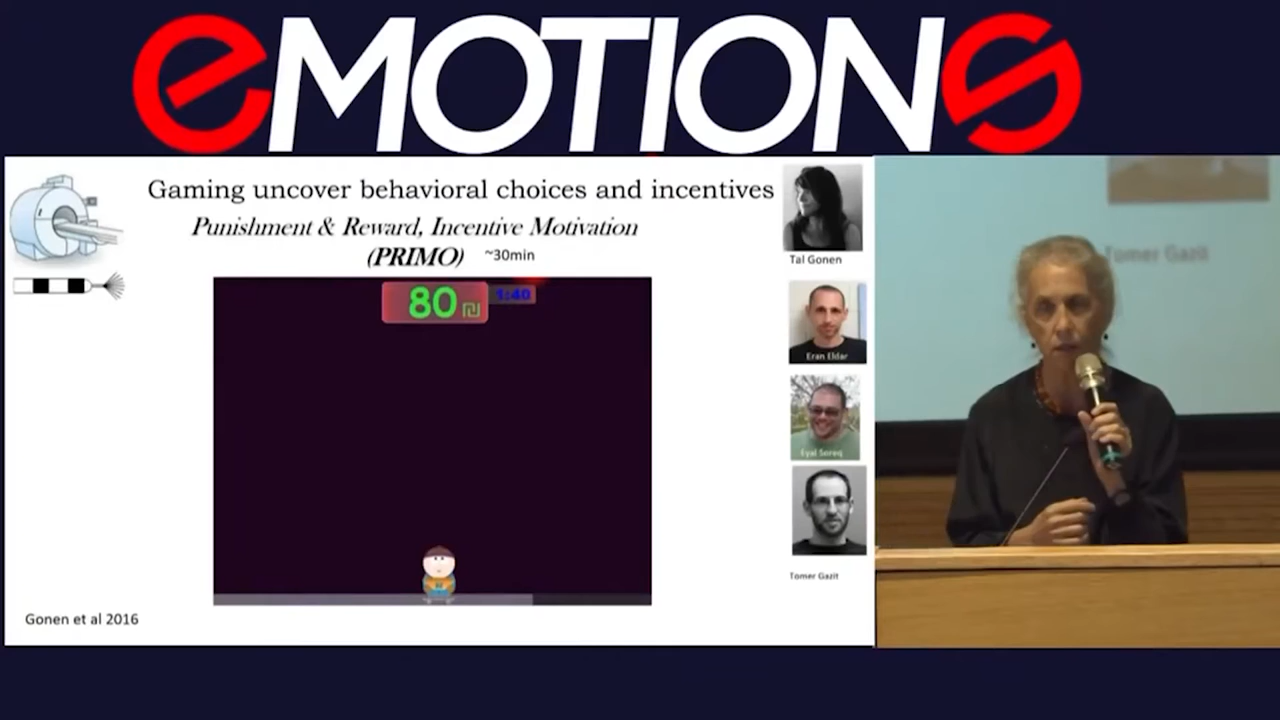 eMOTIONS
Gaming uncover behavioral choices and incentives
Punishment & Reward, Incentive Motivation
(PRIMO) ~30min
80 ₪
1:40
Tal Gonen
Eran Eldar
Eyal Soreq
Tomer Gazit
Gonen et al 2016
Tomer Gazit